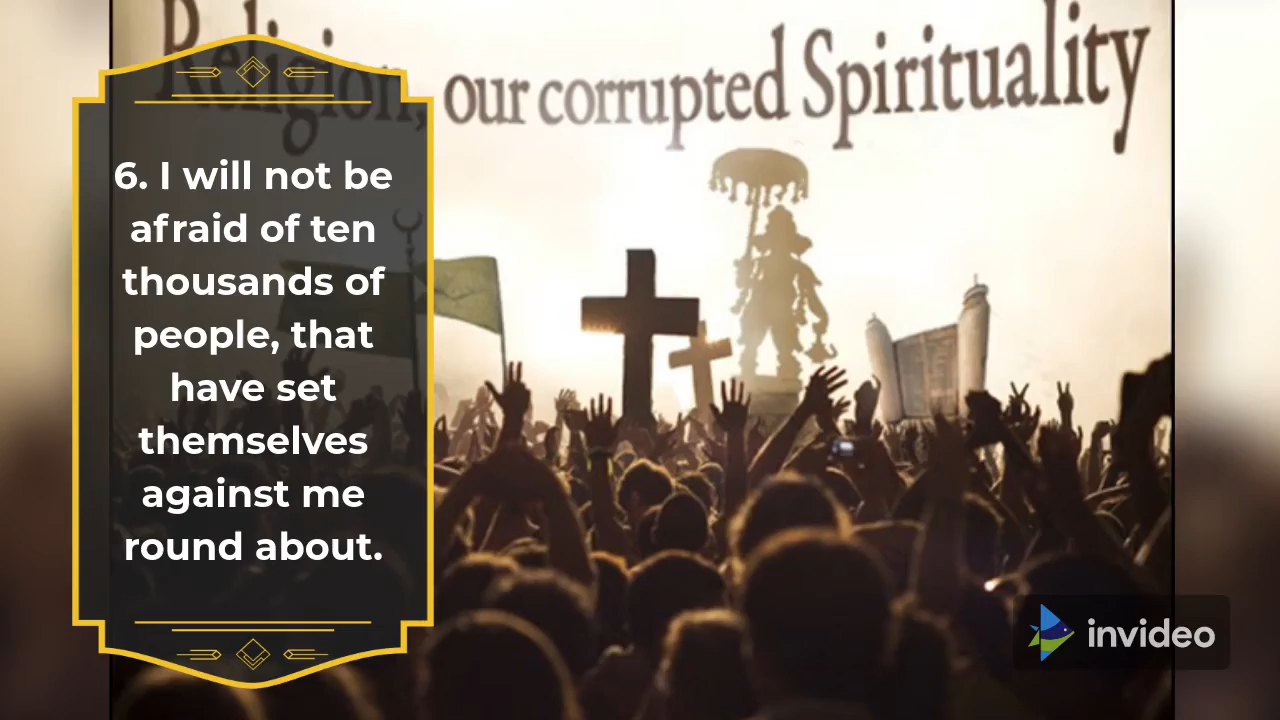 Religion, our corrupted Spirituality
6. I will not be
afraid of ten
thousands of
people, that
have set
themselves
against me
round about.
invideo